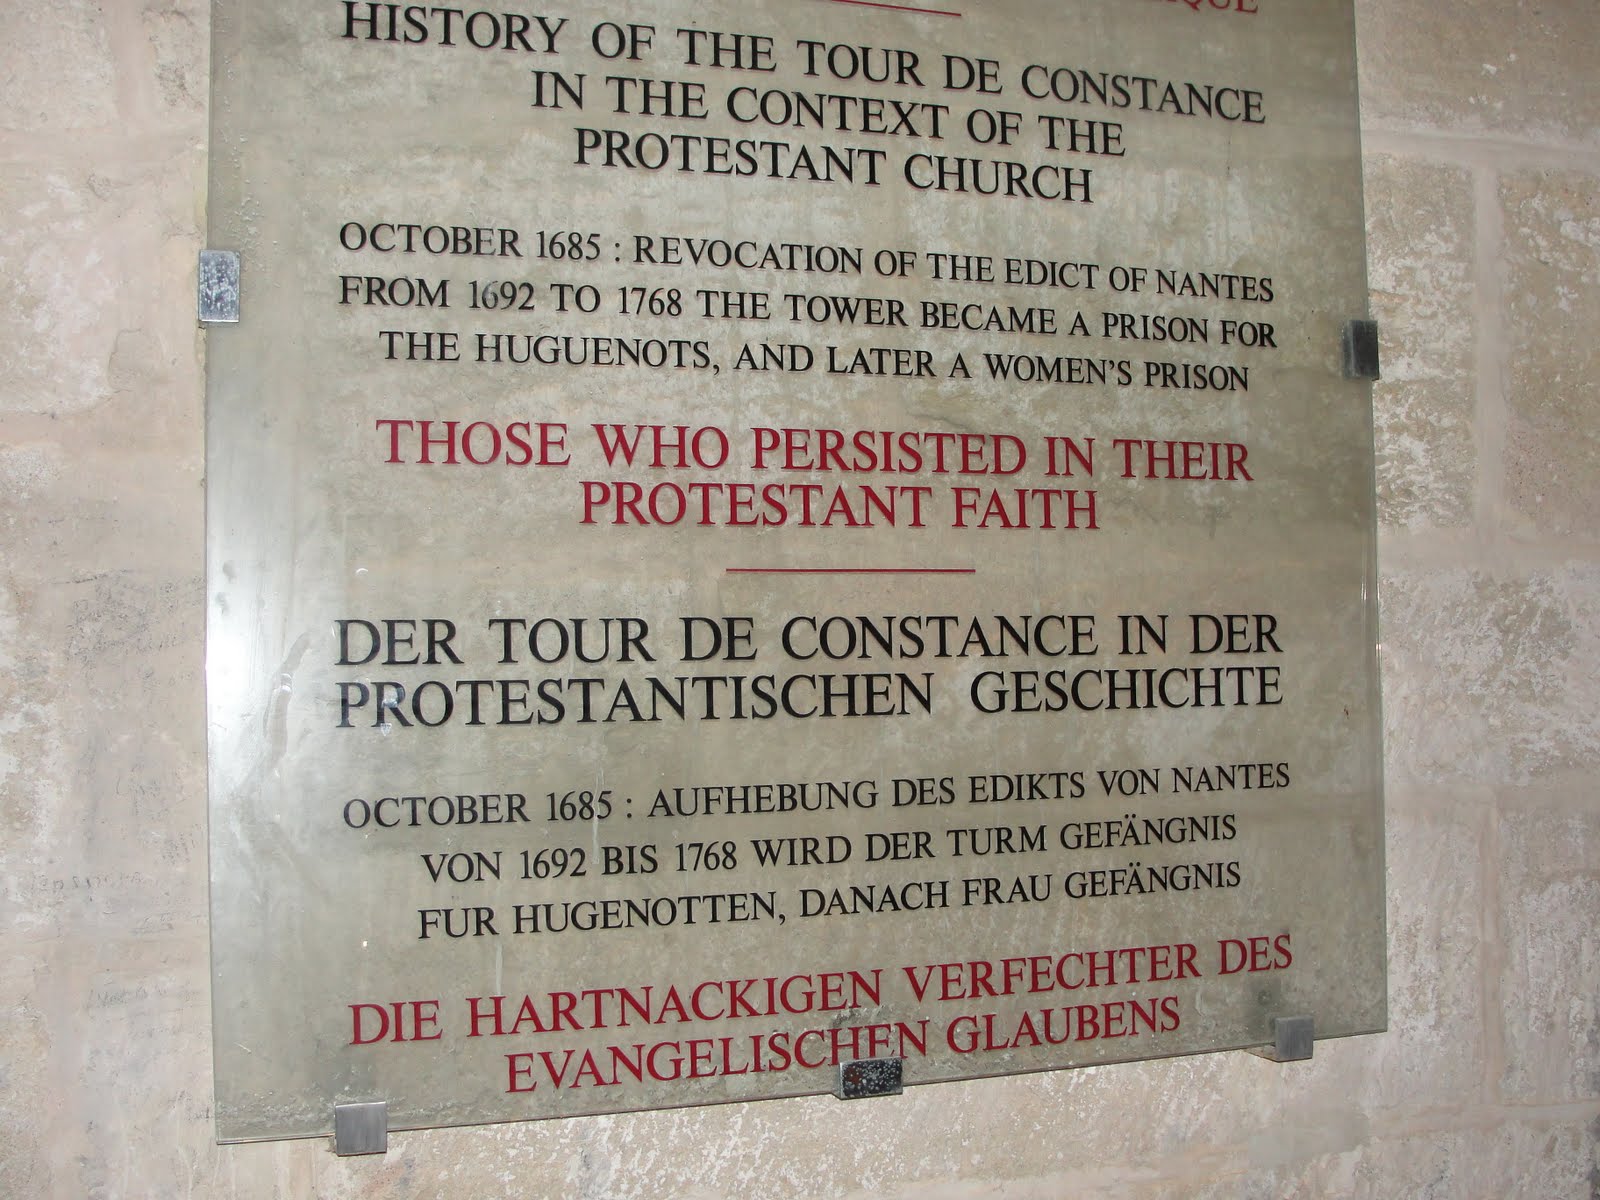 HISTORY OF THE TOUR DE CONSTANCE
IN THE CONTEXT OF THE
PROTESTANT CHURCH
OCTOBER 1685 : REVOCATION OF THE EDICT OF NANTES
FROM 1692 TO 1768 THE TOWER BECAME A PRISON FOR
THE HUGUENOTS, AND LATER A WOMEN'S PRISON
THOSE WHO PERSISTED IN THEIR
PROTESTANT FAITH
DER TOUR DE CONSTANCE IN DER
PROTESTANTISCHEN GESCHICHTE
OCTOBER 1685 : AUFHEBUNG DES EDIKTS VON NANTES
VON 1692 BIS 1768 WIRD DER TURM GEFÄNGNIS
FUR HUGENOTTEN, DANACH FRAU GEFÄNGNIS
DIE HARTNACKIGEN VERFECHTER DES
EVANGELISCHEN GLAUBENS